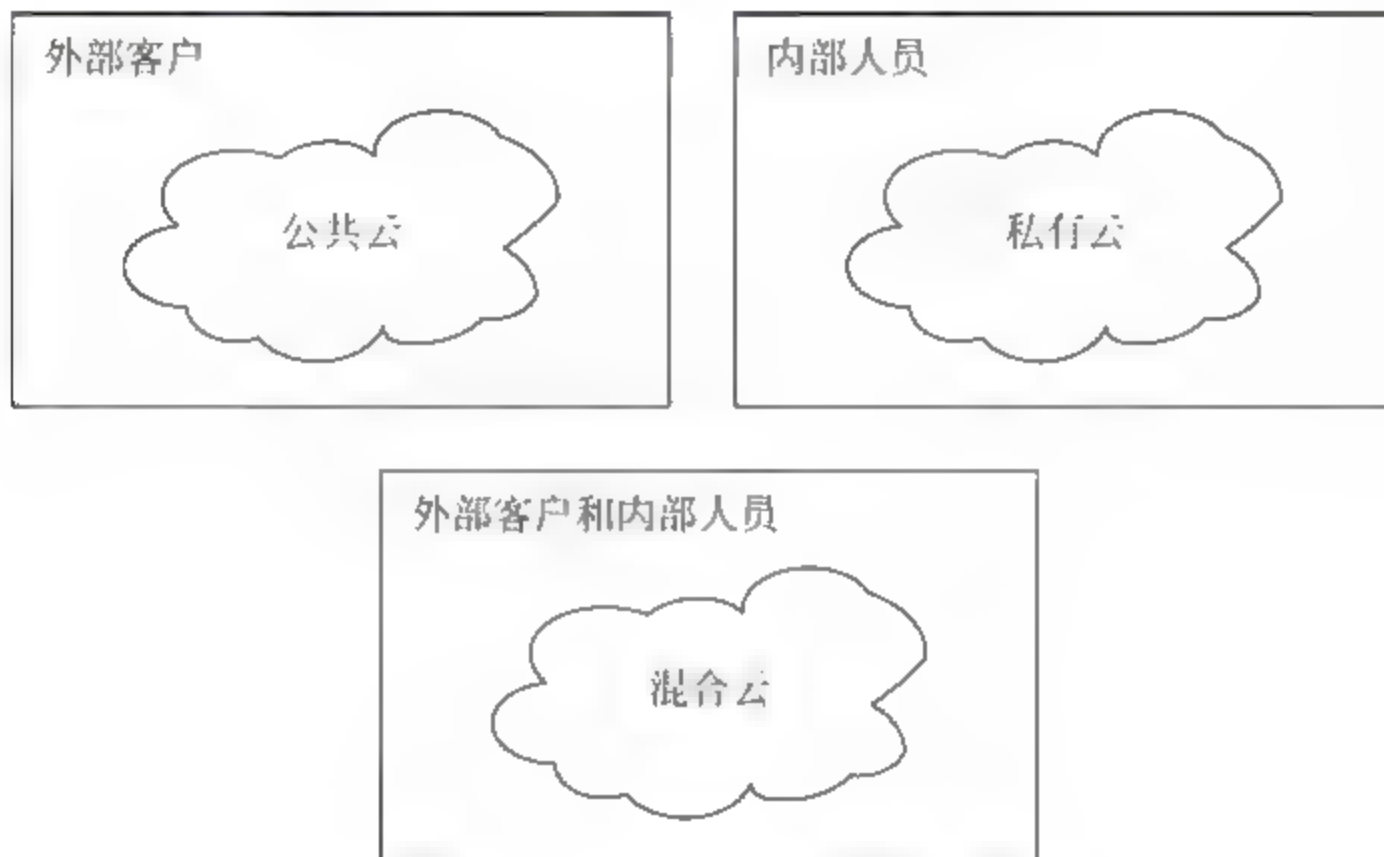 外部客户
内部人员
公共云
私有云
外部客户和内部人员
混合云